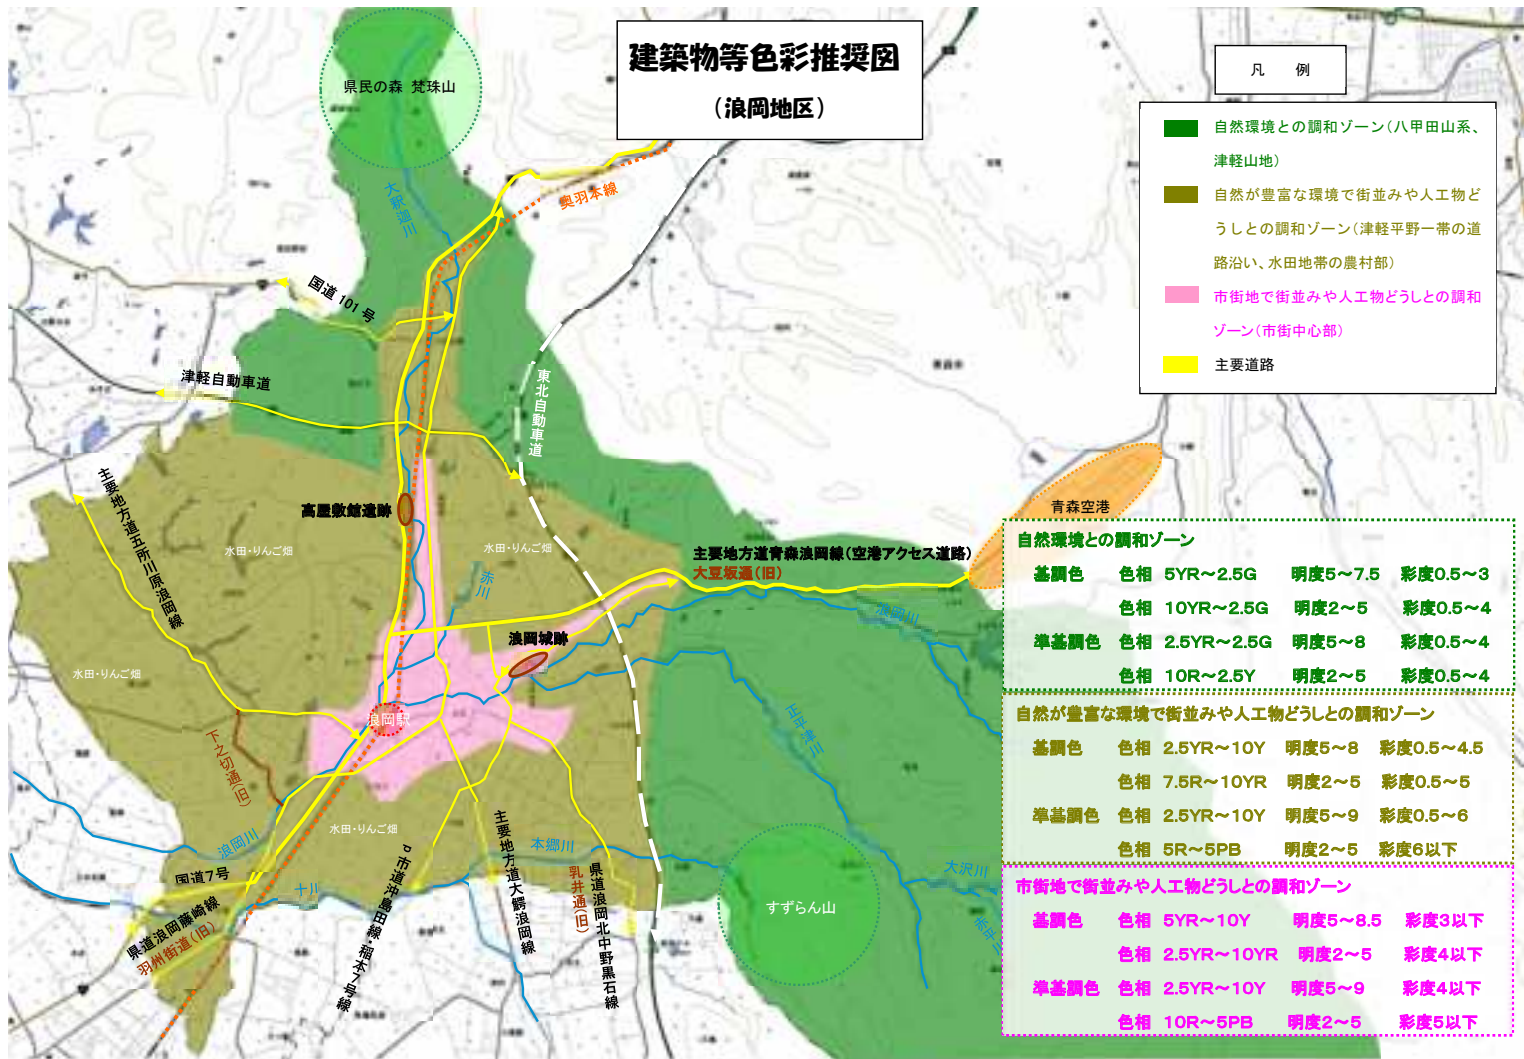 建築物等色彩推奨図
（浪岡地区）
凡　例
自然環境との調和ゾーン（八甲田山系、
津軽山地）
自然が豊富な環境で街並みや人工物ど
うしとの調和ゾーン（津軽平野一帯の道
路沿い、水田地帯の農村部）
市街地で街並みや人工物どうしとの調和
ゾーン（市街中心部）
主要道路
県民の森 梵珠山
大釈迦川
奥羽本線
国道101号
津軽自動車道
東北自動車道
主要地方道五所川原浪岡線
高屋敷館遺跡
水田・りんご畑
水田・りんご畑
赤川
青森空港
主要地方道青森浪岡線（空港アクセス道路）
大豆坂通（旧）
浪岡川
浪岡城跡
水田・りんご畑
浪岡駅
正平津川
下之切通（旧）
水田・りんご畑
浪岡川
国道7号
十川
本郷川
大沢川
赤平川
すずらん山
県道浪岡藤崎線
羽州街道（旧）
市道沖島田線・稲本7号線
主要地方道大鰐浪岡線
乳井通（旧）
県道浪岡北中野黒石線
自然環境との調和ゾーン
基調色　色相 5YR～2.5G　明度5～7.5　彩度0.5～3
色相 10YR～2.5G　明度2～5　彩度0.5～4
準基調色　色相 2.5YR～2.5G　明度5～8　彩度0.5～4
色相 10R～2.5Y　明度2～5　彩度0.5～4
自然が豊富な環境で街並みや人工物どうしとの調和ゾーン
基調色　色相 2.5YR～10Y　明度5～8　彩度0.5～4.5
色相 7.5R～10YR　明度2～5　彩度0.5～5
準基調色　色相 2.5YR～10Y　明度5～9　彩度0.5～6
色相 5R～5PB　明度2～5　彩度6以下
市街地で街並みや人工物どうしとの調和ゾーン
基調色　色相 5YR～10Y　明度5～8.5　彩度3以下
色相 2.5YR～10YR　明度2～5　彩度4以下
準基調色　色相 2.5YR～10Y　明度5～9　彩度4以下
色相 10R～5PB　明度2～5　彩度5以下